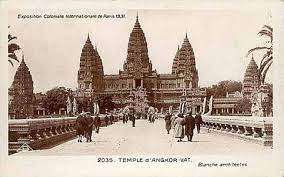 Exposition Coloniale Internationale de Paris 1931
2035. TEMPLE d'ANGKOR-VAT.
Blanche architectes